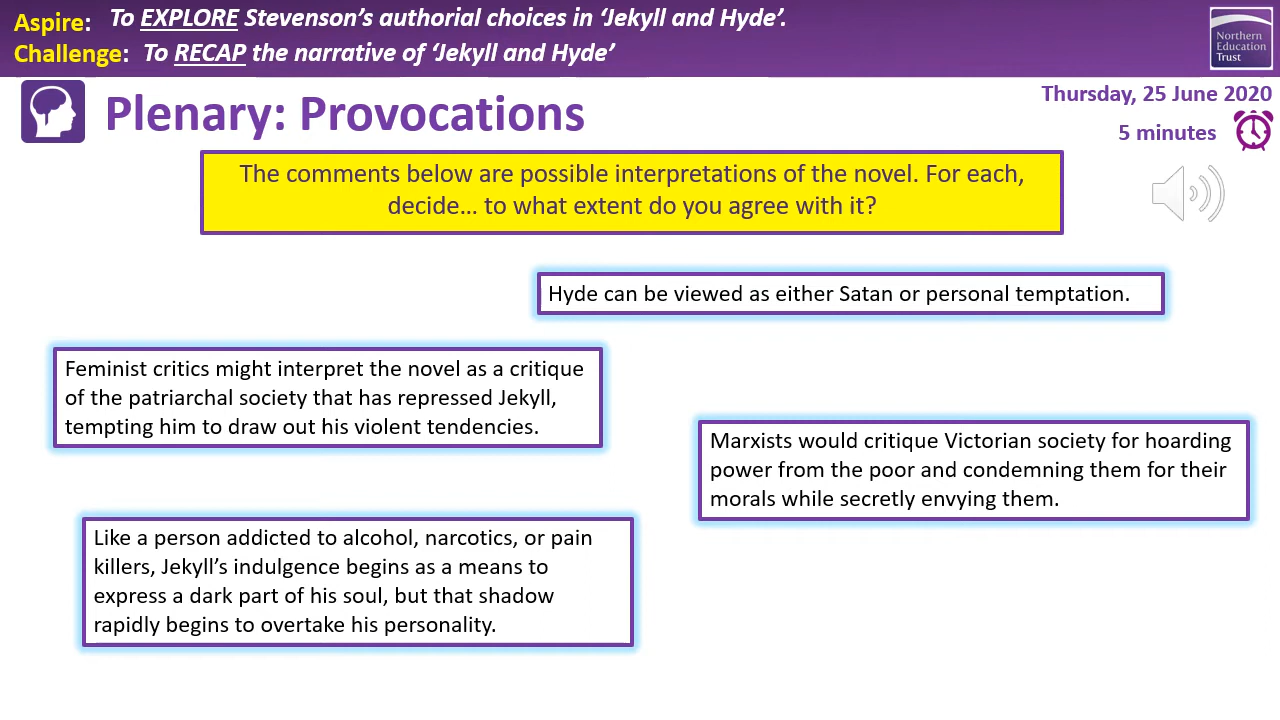 Aspire: To EXPLORE Stevenson’s authorial choices in ‘Jekyll and Hyde’.
Challenge: To RECAP the narrative of ‘Jekyll and Hyde’
Northern
Education
Trust
Plenary: Provocations
Thursday, 25 June 2020
5 minutes
The comments below are possible interpretations of the novel. For each,
decide… to what extent do you agree with it?
Hyde can be viewed as either Satan or personal temptation.
Feminist critics might interpret the novel as a critique
of the patriarchal society that has repressed Jekyll,
tempting him to draw out his violent tendencies.
Marxists would critique Victorian society for hoarding
power from the poor and condemning them for their
morals while secretly envying them.
Like a person addicted to alcohol, narcotics, or pain
killers, Jekyll’s indulgence begins as a means to
express a dark part of his soul, but that shadow
rapidly begins to overtake his personality.